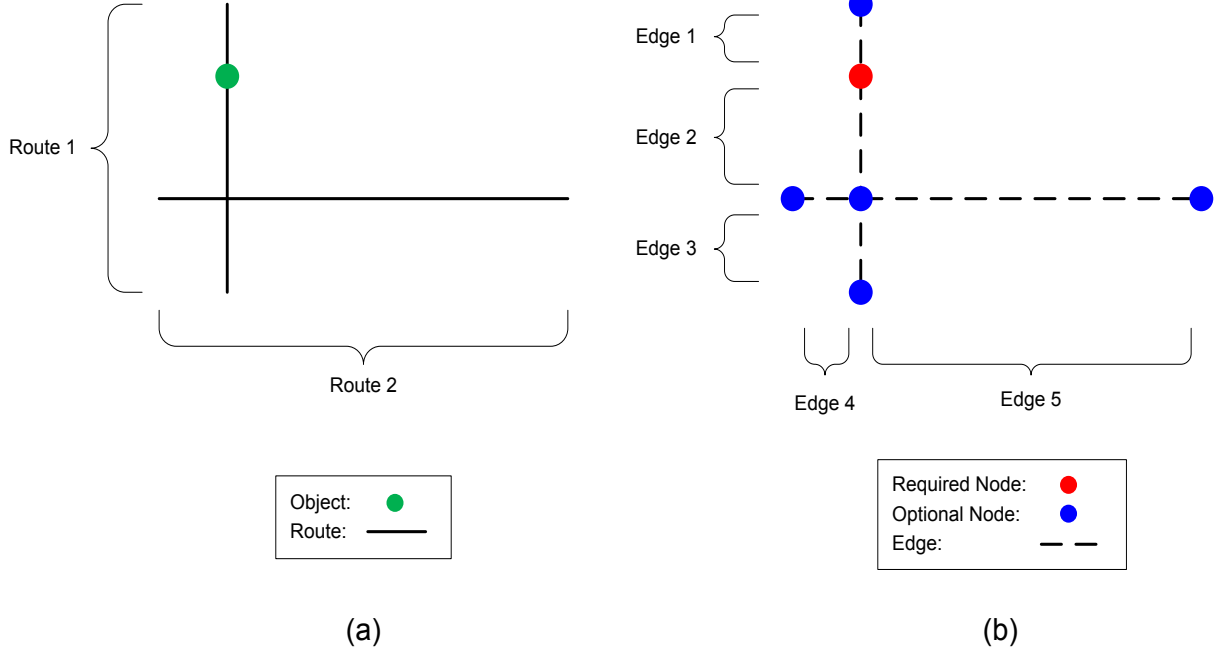 Route 1
Route 2
Object:
Route:
(a)
Edge 1
Edge 2
Edge 3
Edge 4
Edge 5
Required Node:
Optional Node:
Edge:
(b)